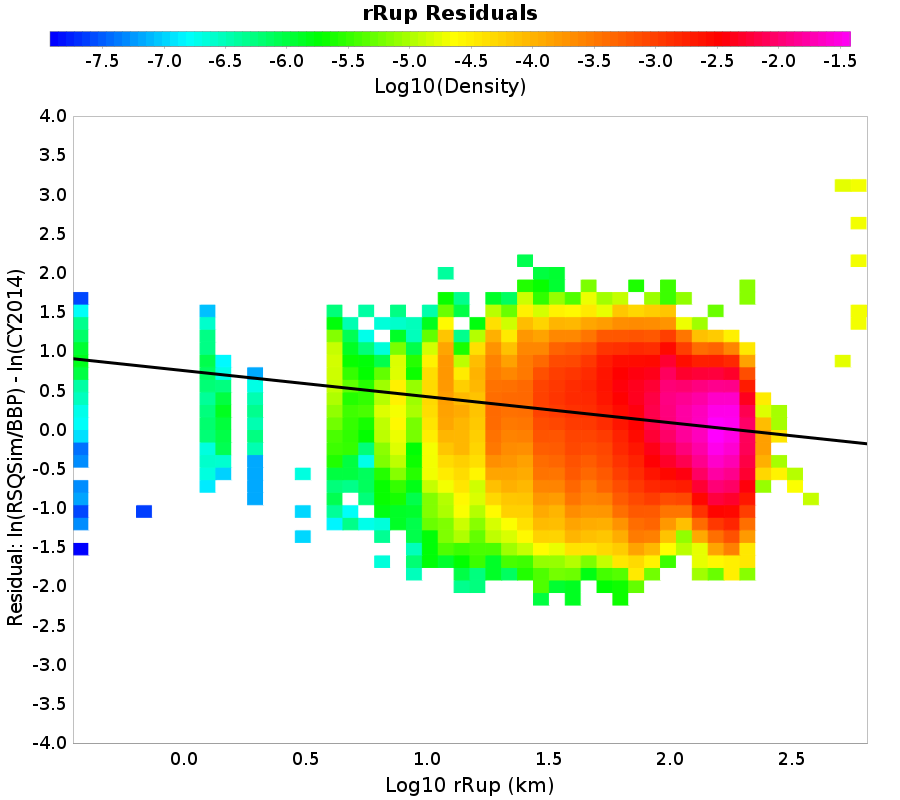 rRup Residuals
-7.5 -7.0 -6.5 -6.0 -5.5 -5.0 -4.5 -4.0 -3.5 -3.0 -2.5 -2.0 -1.5
Log10(Density)
4.0
3.5
3.0
2.5
2.0
1.5
1.0
0.5
0.0
-0.5
-1.0
-1.5
-2.0
-2.5
-3.0
-3.5
-4.0
Residual: ln(RSQSim/BBP) - ln(CY2014)
0.0 0.5 1.0 1.5 2.0 2.5
Log10 rRup (km)